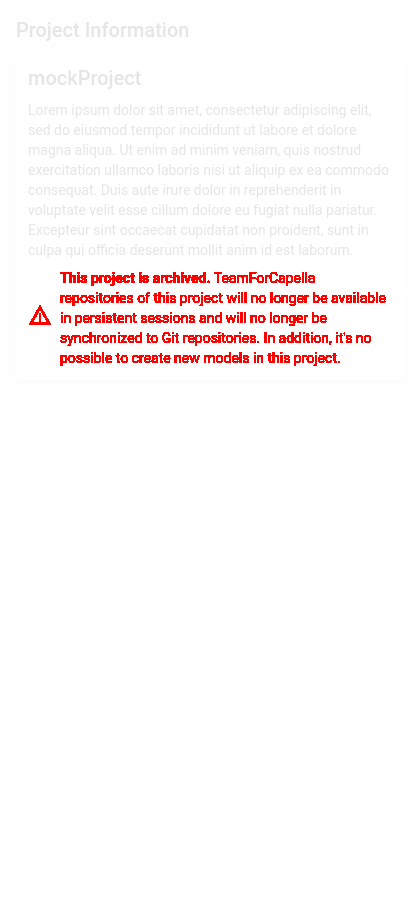 Project Information
mockProject
Lorem ipsum dolor sit amet, consectetur adipiscing elit,
sed do eiusmod tempor incididunt ut labore et dolore
magna aliqua. Ut enim ad minim veniam, quis nostrud
exercitation ullamco laboris nisi ut aliquip ex ea commodo
consequat. Duis aute irure dolor in reprehenderit in
voluptate velit esse cillum dolore eu fugiat nulla pariatur.
Excepteur sint occaecat cupidatat non proident, sunt in
culpa qui officia deserunt mollit anim id est laborum.
This project is archived. TeamForCapella
repositories of this project will no longer be available
in persistent sessions and will no longer be
synchronized to Git repositories. In addition, it's no
possible to create new models in this project.